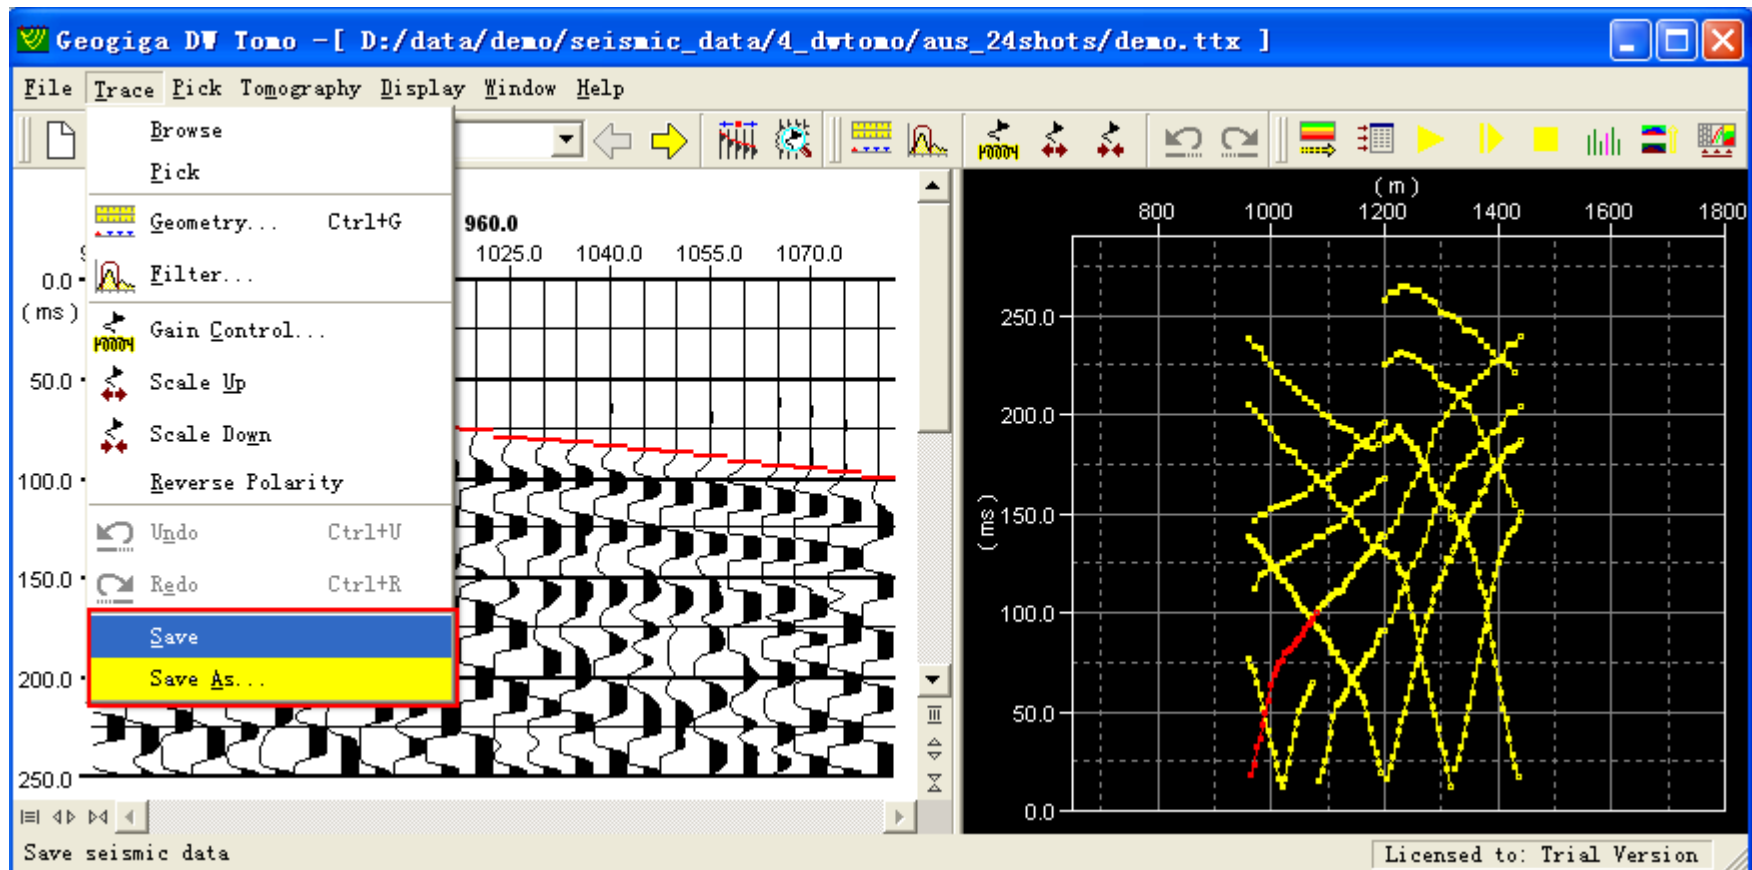 Geogiga DW Tomo -[ D:/data/demo/seismic_data/4_dwtomo/aus_24shots/demo.ttx ]
File Trace Pick Tomography Display Window Help
Browse
Pick
Geometry... Ctrl+G
Filter...
Gain Control...
Scale Up
Scale Down
Reverse Polarity
Undo Ctrl+U
Redo Ctrl+R
Save
Save As...
960.0
1025.0 1040.0 1055.0 1070.0
0.0
(ms)
50.0
100.0
150.0
200.0
250.0
(m)
800 1000 1200 1400 1600 1800
250.0
200.0
150.0
(ms)
100.0
50.0
0.0
Save seismic data
Licensed to: Trial Version